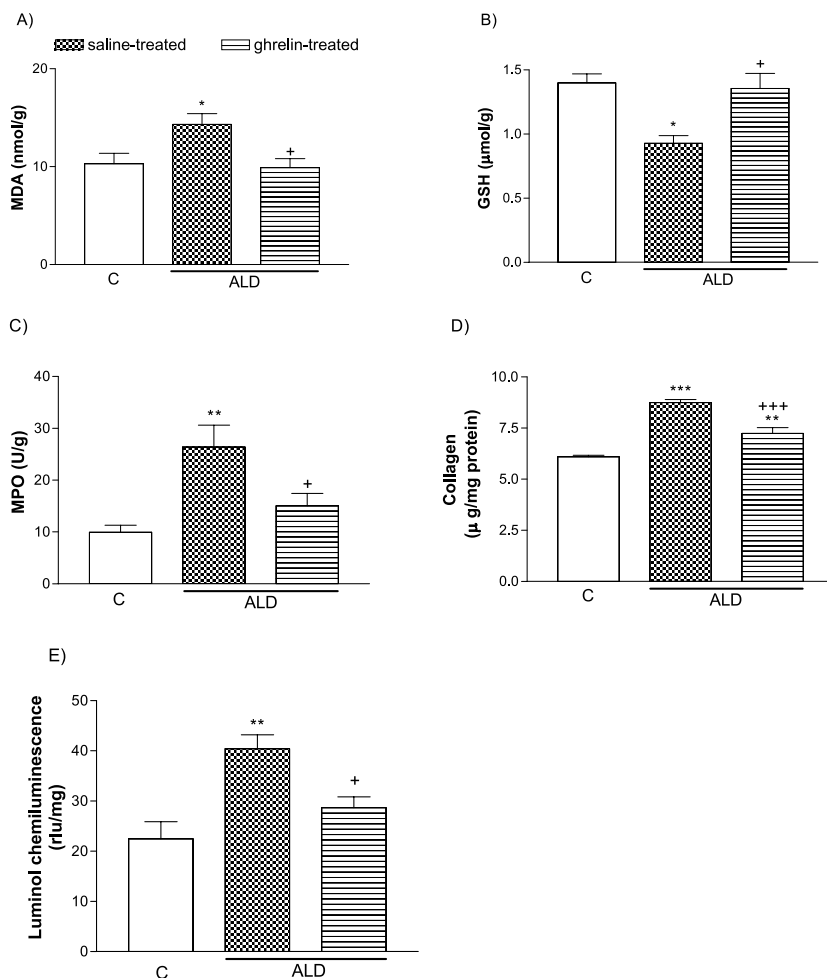 A)
saline-treated
ghrelin-treated
MDA (nmol/g)
20
*
+
10
0
C
ALD
B)
GSH (μmol/g)
1.5
+
*
1.0
0.5
0.0
C
ALD
C)
MPO (U/g)
40
**
30
20
+
10
0
C
ALD
D)
Collagen
(μ g/mg protein)
10.0
***
+++
**
7.5
5.0
2.5
0.0
C
ALD
E)
Luminol chemiluminescence
(rlu/mg)
50
**
40
+
30
20
10
0
C
ALD